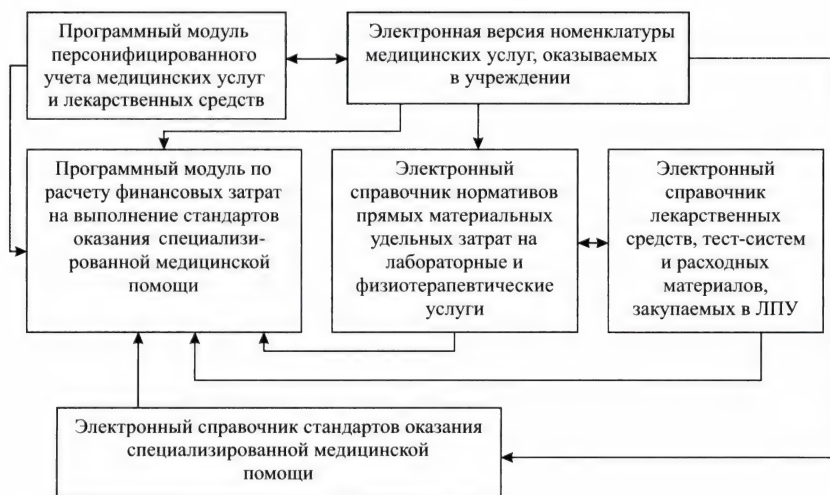 Программный модуль
персонифицированного
учета медицинских услуг
и лекарственных средств
Электронная версия номенклатуры
медицинских услуг, оказываемых
в учреждении
Программный модуль по
расчету финансовых затрат
на выполнение стандартов
оказания специализи-
рованной медицинской
помощи
Электронный
справочник нормативов
прямых материальных
удельных затрат на
лабораторные и
физиотерапевтические
услуги
Электронный
справочник
лекарственных
средств, тест-систем
и расходных
материалов,
закупаемых в ЛПУ
Электронный справочник стандартов оказания
специализированной медицинской
помощи